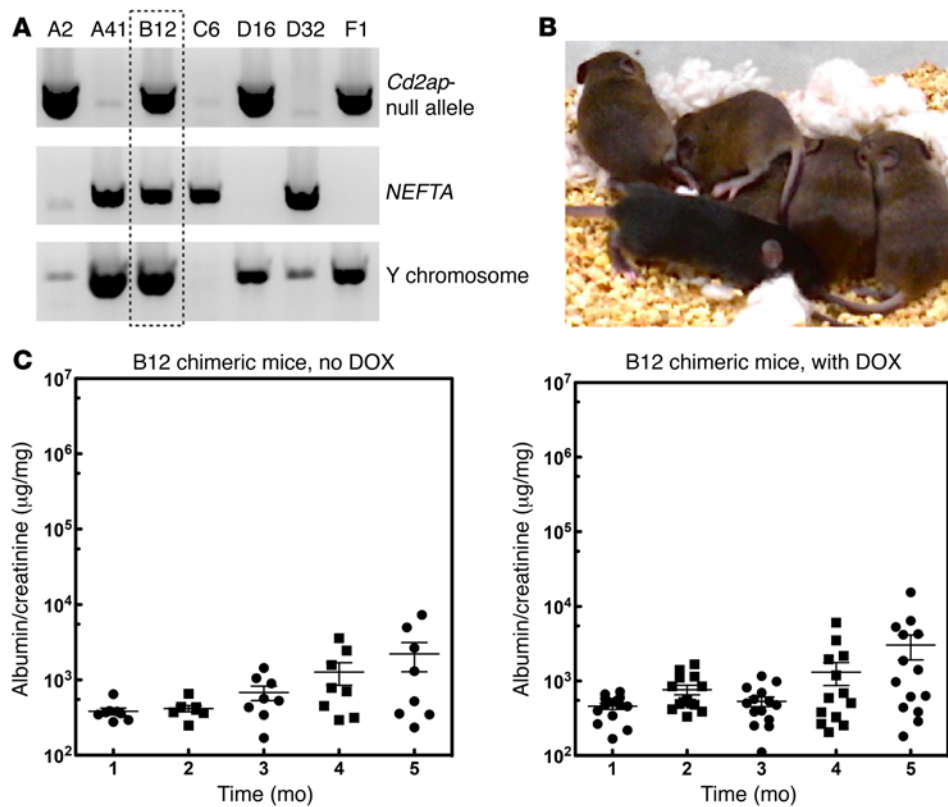 A
A2 A41 B12 C6 D16 D32 F1
Cd2ap-
null allele
NEFTA
Y chromosome
B
C
B12 chimeric mice, no DOX
Albumin/creatinine (µg/mg)
10⁷
10⁶
10⁵
10⁴
10³
10²
1 2 3 4 5
Time (mo)
B12 chimeric mice, with DOX
Albumin/creatinine (µg/mg)
10⁷
10⁶
10⁵
10⁴
10³
10²
1 2 3 4 5
Time (mo)